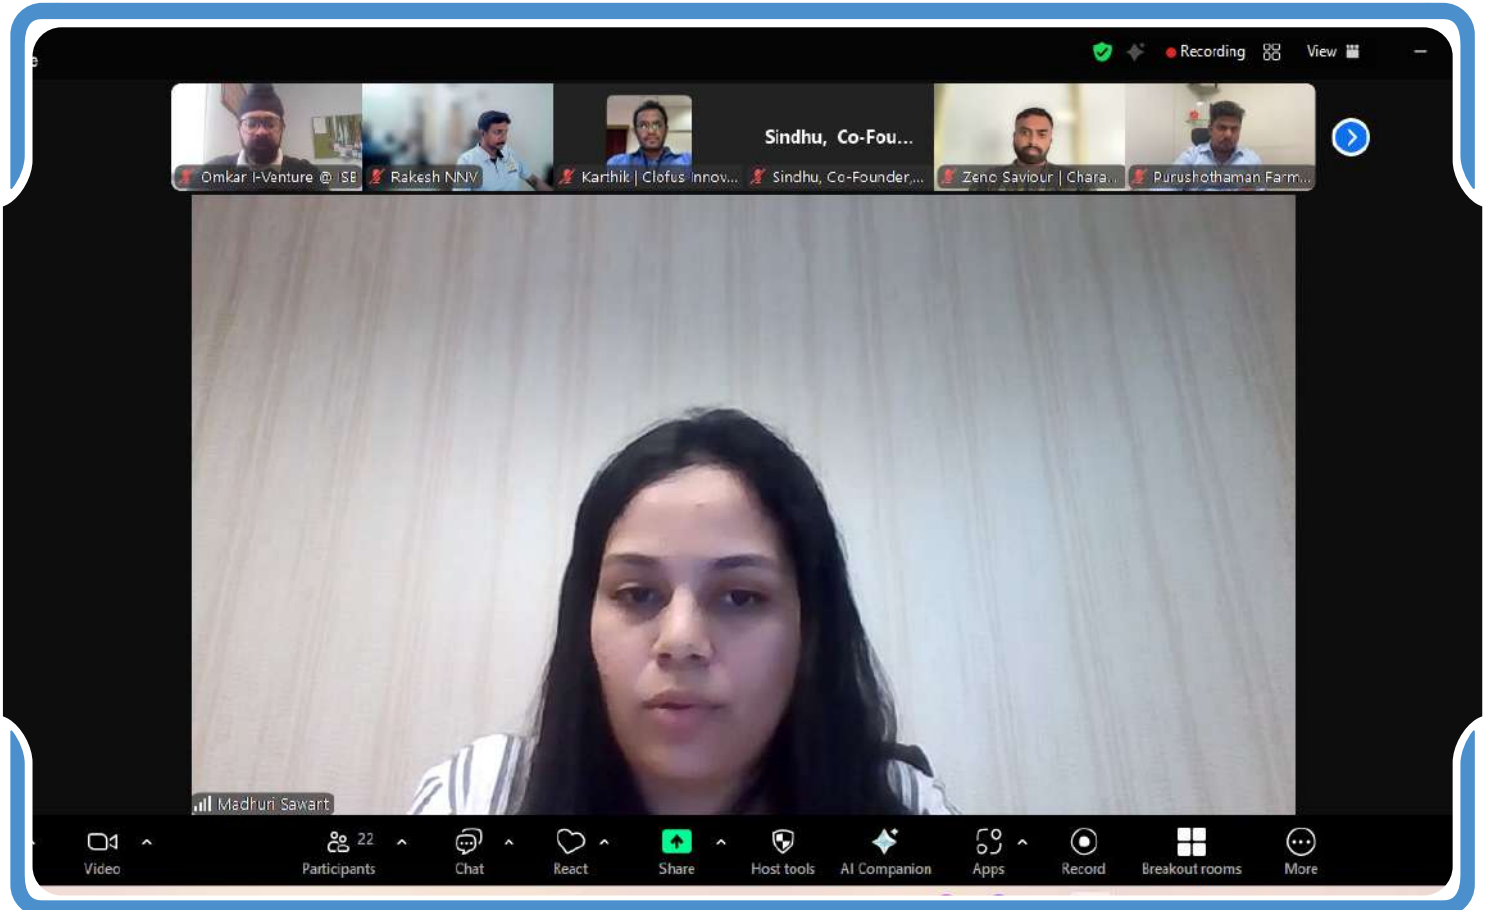 e
Recording View
Sindhu, Co-Fou...
Omkar I-Venture @ ISB
Rakesh NNV
Karthik | Clofus Innov...
Sindhu, Co-Founder,...
Zeno Saviour | Chara...
Purushothaman Farm...
Madhuri Sawart
22
Video Participants Chat React Share Host tools AI Companion Apps Record Breakout rooms More